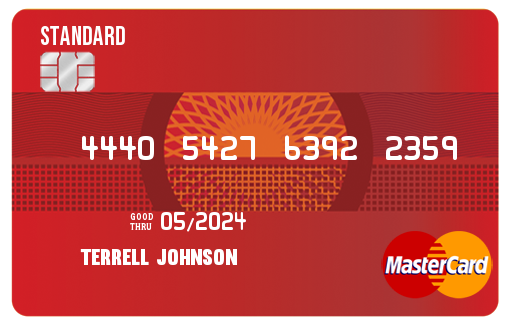 STANDARD
4440 5427 6392 2359
GOOD THRU 05/2024
TERRELL JOHNSON
MasterCard